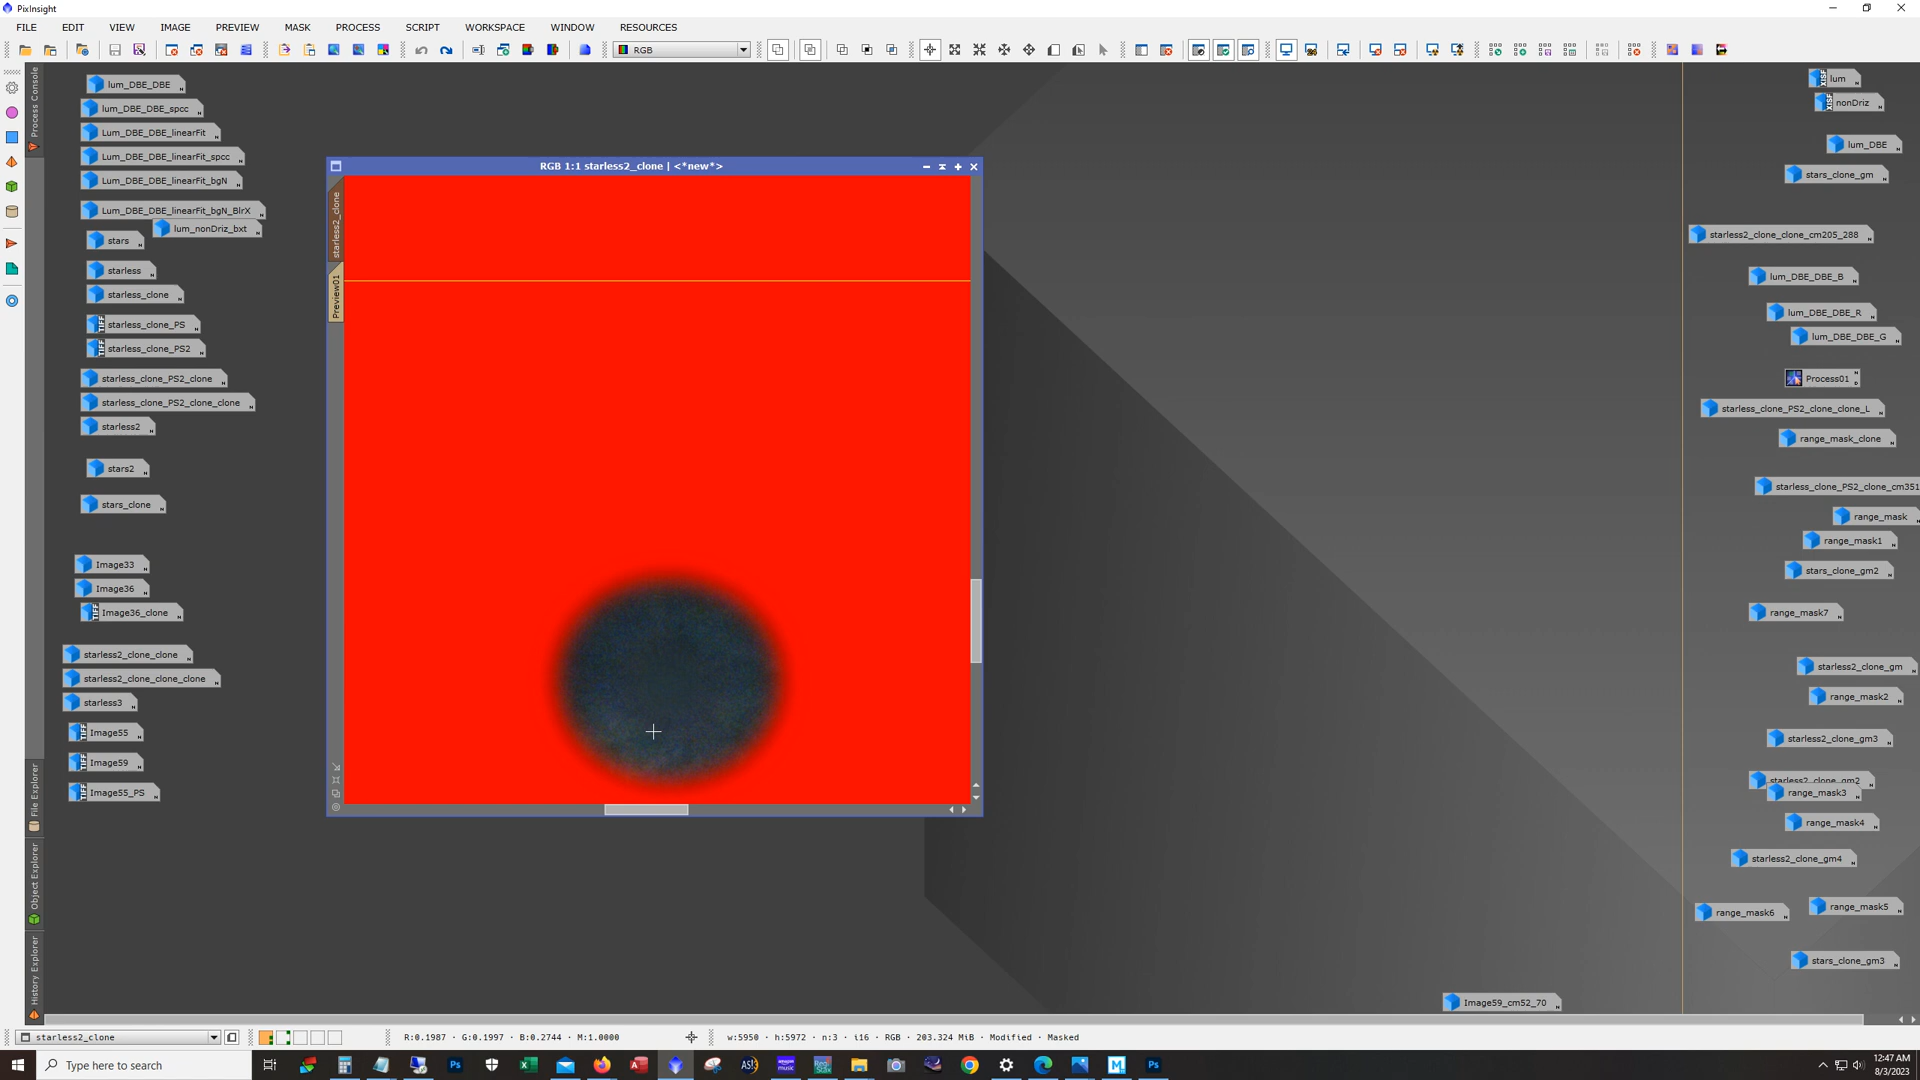 PixInsight
FILE EDIT VIEW IMAGE PROCESS SCRIPT MASK PREVIEW WORKSPACE WINDOW RESOURCES
RGB
Process Console
File Explorer
Object Explorer
History Explorer
lum_DBE_DBE
lum_DBE_DBE_spcc
Lum_DBE_DBE_linearFit
Lum_DBE_DBE_linearFit_spcc
Lum_DBE_DBE_linearFit_bgN
Lum_DBE_DBE_linearFit_bgN_BlrX
lum_nonDriz_bxt
stars
starless
starless_clone
starless_clone_PS
starless_clone_PS2
starless_clone_PS2_clone
starless_clone_PS2_clone_clone
starless2
stars2
stars_clone
Image33
Image36
Image36_clone
starless2_clone_clone
starless2_clone_clone_clone
starless3
Image55
Image59
Image55_PS
RGB 1:1 starless2_clone | <*new*>
starless2_clone
Preview01
lum
nonDriz
lum_DBE
stars_clone_gm
starless2_clone_clone_cm205_288
lum_DBE_DBE_B
lum_DBE_DBE_R
lum_DBE_DBE_G
Process01
starless_clone_PS2_clone_clone_L
range_mask_clone
starless_clone_PS2_clone_cm351
range_mask
range_mask1
stars_clone_gm2
range_mask7
starless2_clone_gm
range_mask2
starless2_clone_gm3
starless2_clone_gm2
range_mask3
range_mask4
starless2_clone_gm4
range_mask5
range_mask6
stars_clone_gm3
Image59_cm52_70
starless2_clone
R:0.1987 · G:0.1997 · B:0.2744 · M:1.0000
w:5950 · h:5972 · n:3 · i16 · RGB · 203.324 MiB · Modified · Masked
Type here to search
12:47 AM
8/3/2023